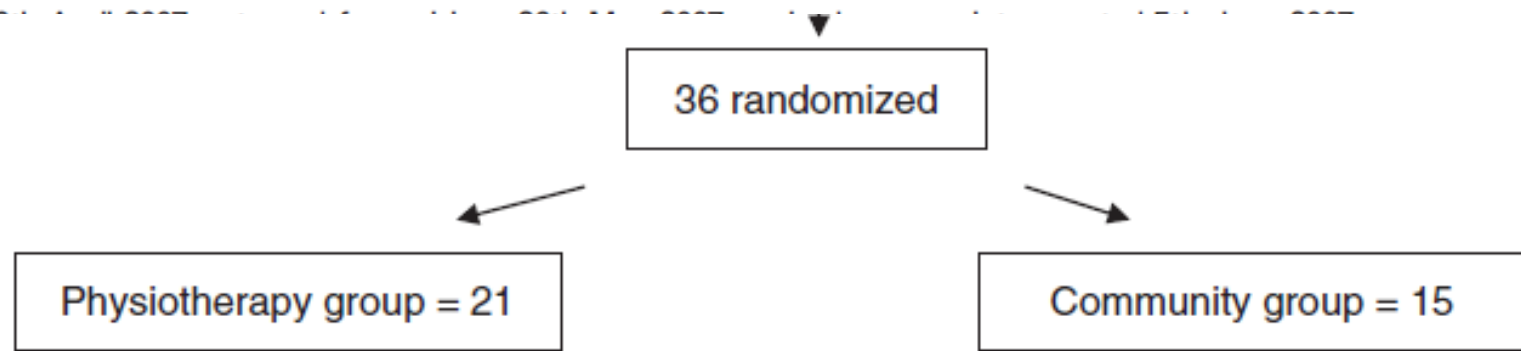 36 randomized
Physiotherapy group = 21
Community group = 15